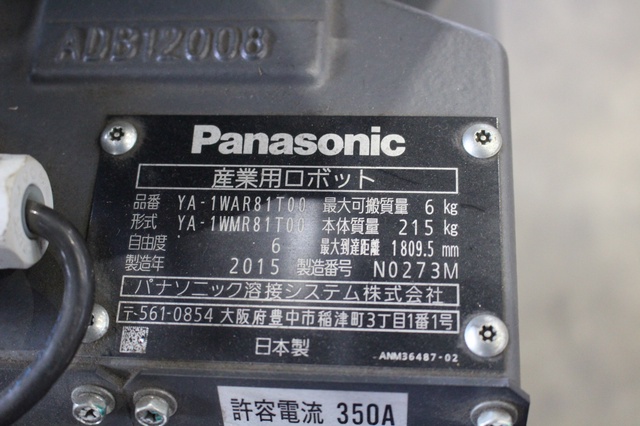 ADB12008
Panasonic
産業用ロボット
品番 YA-1WAR81T00 最大可搬質量 6 kg
形式 YA-1WMR81T00 本体質量 215 kg
自由度 6 最大到達距離 1809.5 mm
製造年 2015 製造番号 N0273M
パナソニック溶接システム株式会社
〒561-0854 大阪府豊中市稲津町3丁目1番1号
日本製 ANM36487-02
許容電流 350A